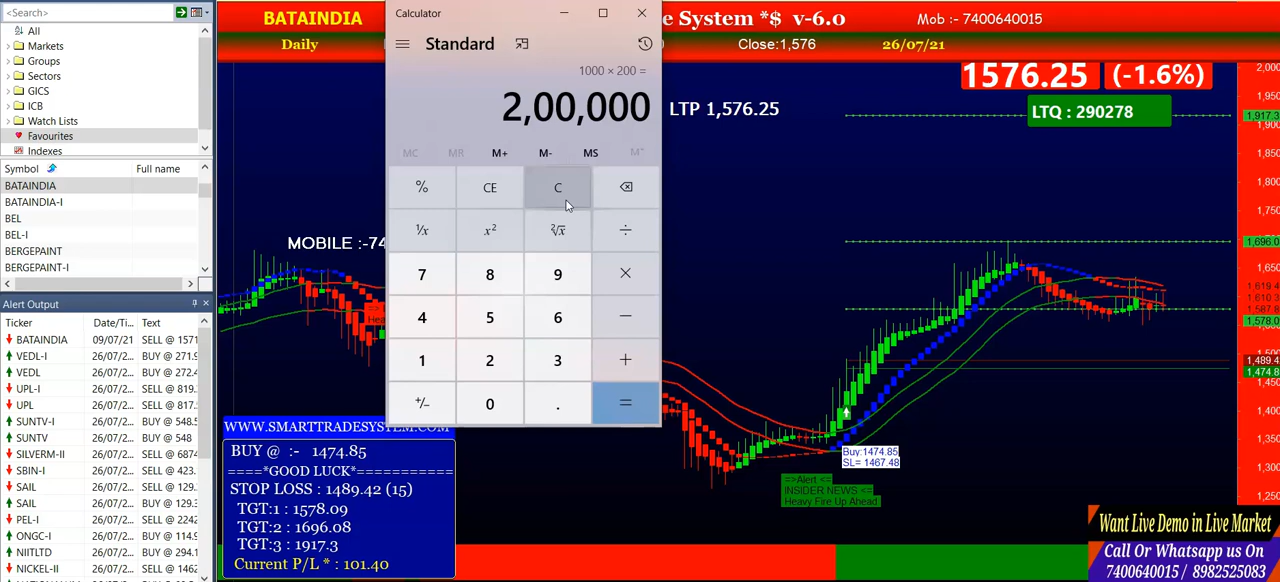 <Search>
All
Markets
Groups
Sectors
GICS
ICB
Watch Lists
Favourites
Indexes
Symbol Full name
BATAINDIA
BATAINDIA-I
BEL
BEL-I
BERGEPAINT
BERGEPAINT-I
Alert Output
Ticker Date/Ti... Text
BATAINDIA 09/07/21 SELL @ 1571
VEDL-I 26/07/2... BUY @ 271.9
VEDL 26/07/2... BUY @ 272.4
UPL-I 26/07/2... SELL @ 819.
UPL 26/07/2... SELL @ 817.
SUNTV-I 26/07/2... BUY @ 548.5
SUNTV 26/07/2... BUY @ 548
SILVERM-II 26/07/2... SELL @ 6874
SBIN-I 26/07/2... SELL @ 423.
SAIL 26/07/2... SELL @ 129.
SAIL 26/07/2... BUY @ 129.3
PEL-I 26/07/2... SELL @ 2242
ONGC-I 26/07/2... BUY @ 114.9
NIITLTD 26/07/2... BUY @ 294.1
NICKEL-II 26/07/2... SELL @ 1462
BATAINDIA
e System *$ v-6.0
Mob :- 7400640015
Daily
Close:1,576
26/07/21
1576.25 (-1.6%)
LTQ : 290278
LTP 1,576.25
MOBILE :-74
Calculator
Standard
1000 × 200 =
2,00,000
MC MR M+ M- MS M˅
% CE C ⌫
¹/x x² ²√x ÷
7 8 9 ×
4 5 6 −
1 2 3 +
+/− 0 . =
2,000
1,950
1,917.3
1,850
1,800
1,750
1,696.0
1,650
1,619.4
1,610.3
1,587.8
1,578.0
1,489.4
1,474.8
1,450
1,400
1,350
1,300
1,250
Buy:1474.85
SL= 1467.48
=>Alert <=
INSIDER NEWS <=
Heavy Fire Up Ahead
WWW.SMARTTRADESYSTEM.COM
BUY @ :- 1474.85
====*GOOD LUCK*===========
STOP LOSS : 1489.42 (15)
TGT:1 : 1578.09
TGT:2 : 1696.08
TGT:3 : 1917.3
Current P/L * : 101.40
Want Live Demo in Live Market
Call Or Whatsapp us On
7400640015/ 8982525083